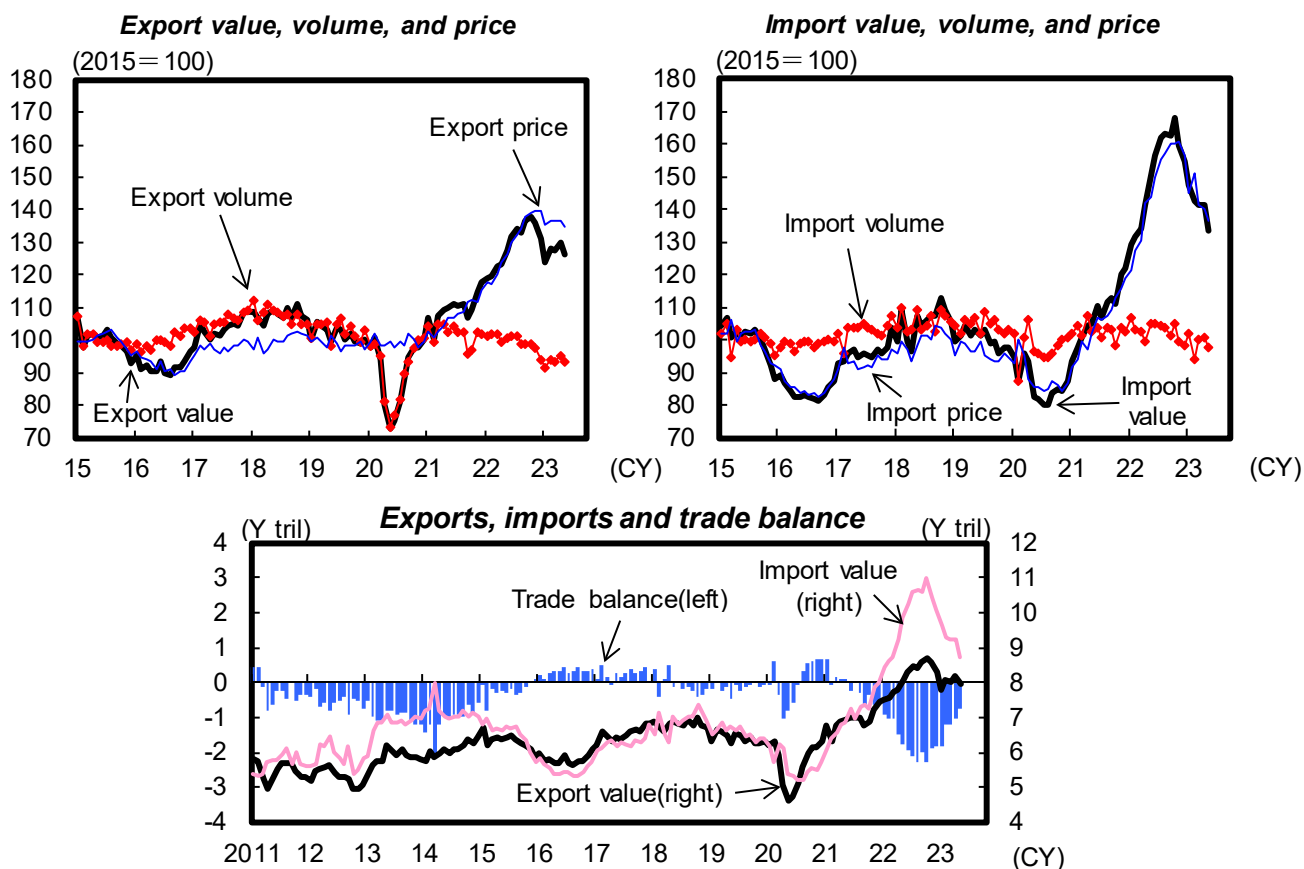 Export value, volume, and price
(2015＝100)
180
170
160
150
140
130
120
110
100
90
80
70
Export price
Export volume
Export value
15 16 17 18 19 20 21 22 23
(CY)
Import value, volume, and price
(2015＝100)
180
170
160
150
140
130
120
110
100
90
80
70
Import volume
Import price
Import
value
15 16 17 18 19 20 21 22 23
(CY)
Exports, imports and trade balance
(Y tril)
(Y tril)
4
3
2
1
0
-1
-2
-3
-4
12
11
10
9
8
7
6
5
4
Import value
(right)
Trade balance(left)
Export value(right)
2011 12 13 14 15 16 17 18 19 20 21 22 23
(CY)